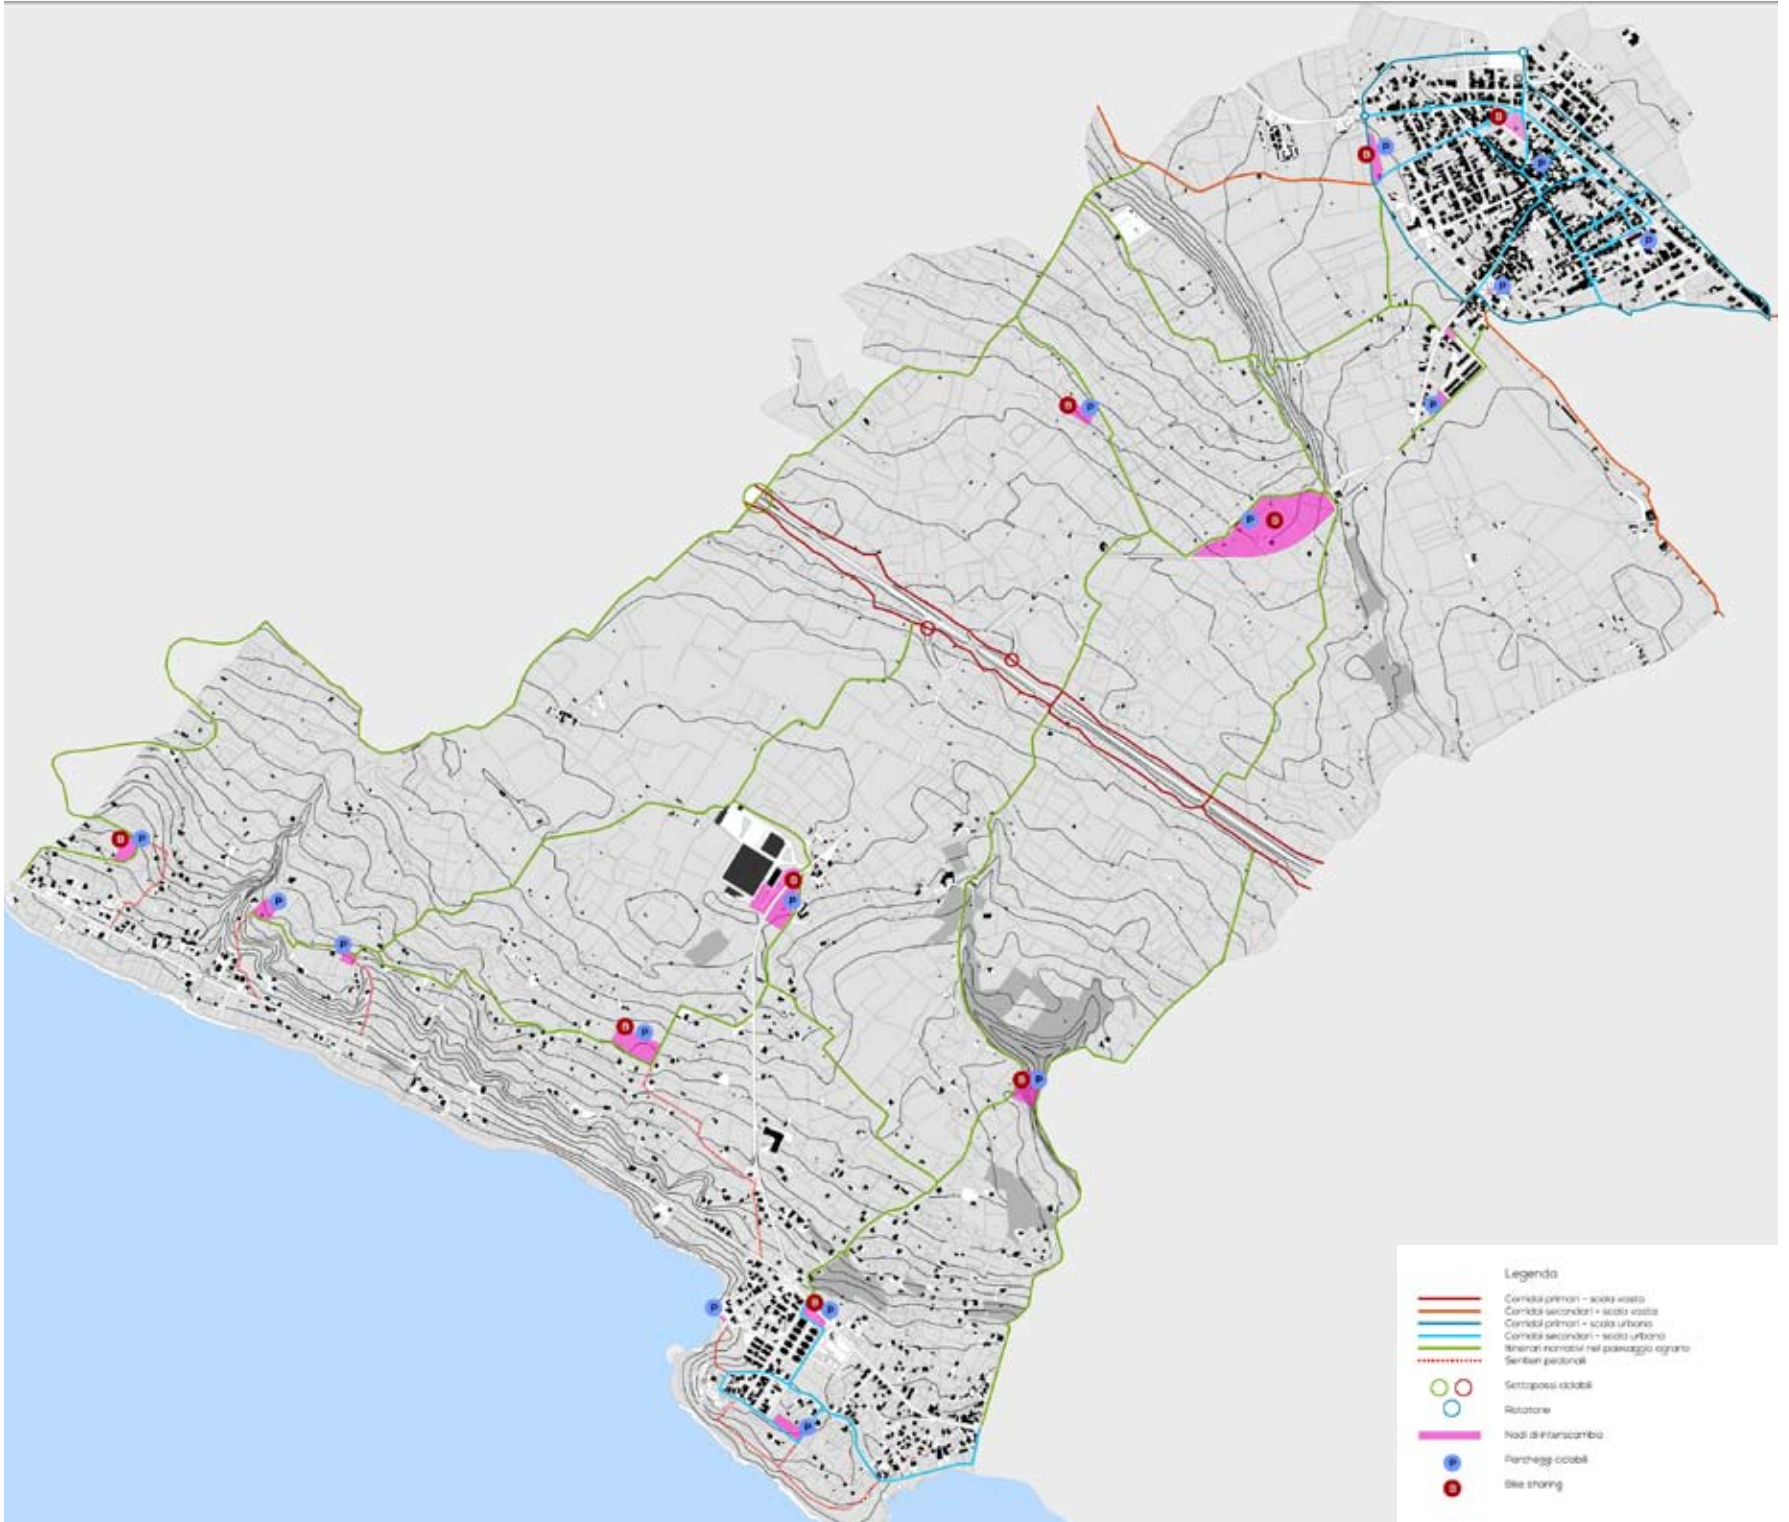 B
P
P
B
P
P
B
P
P
P
B
B
P
B
P
P
P
B
P
B
P
P
B
P
P
Legenda
Corridoi primari - scala vasta
Corridoi secondari - scala vasta
Corridoi primari - scala urbana
Corridoi secondari - scala urbana
Itinerari narrativi nel paesaggio agrario
Sentieri pedonali
Sottopassi ciclabili
Rotatorie
Nodi di interscambio
P Parcheggi ciclabili
B Bike sharing